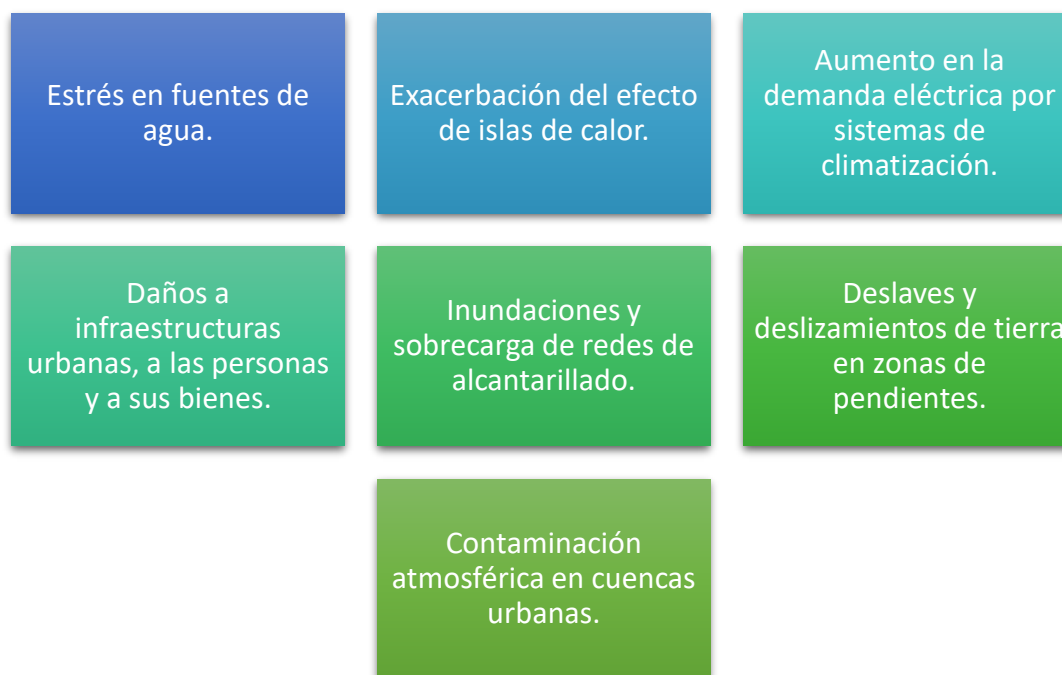 Estrés en fuentes de
agua.
Exacerbación del efecto
de islas de calor.
Aumento en la
demanda eléctrica por
sistemas de
climatización.
Daños a
infraestructuras
urbanas, a las personas
y a sus bienes.
Inundaciones y
sobrecarga de redes de
alcantarillado.
Deslaves y
deslizamientos de tierra
en zonas de
pendientes.
Contaminación
atmosférica en cuencas
urbanas.